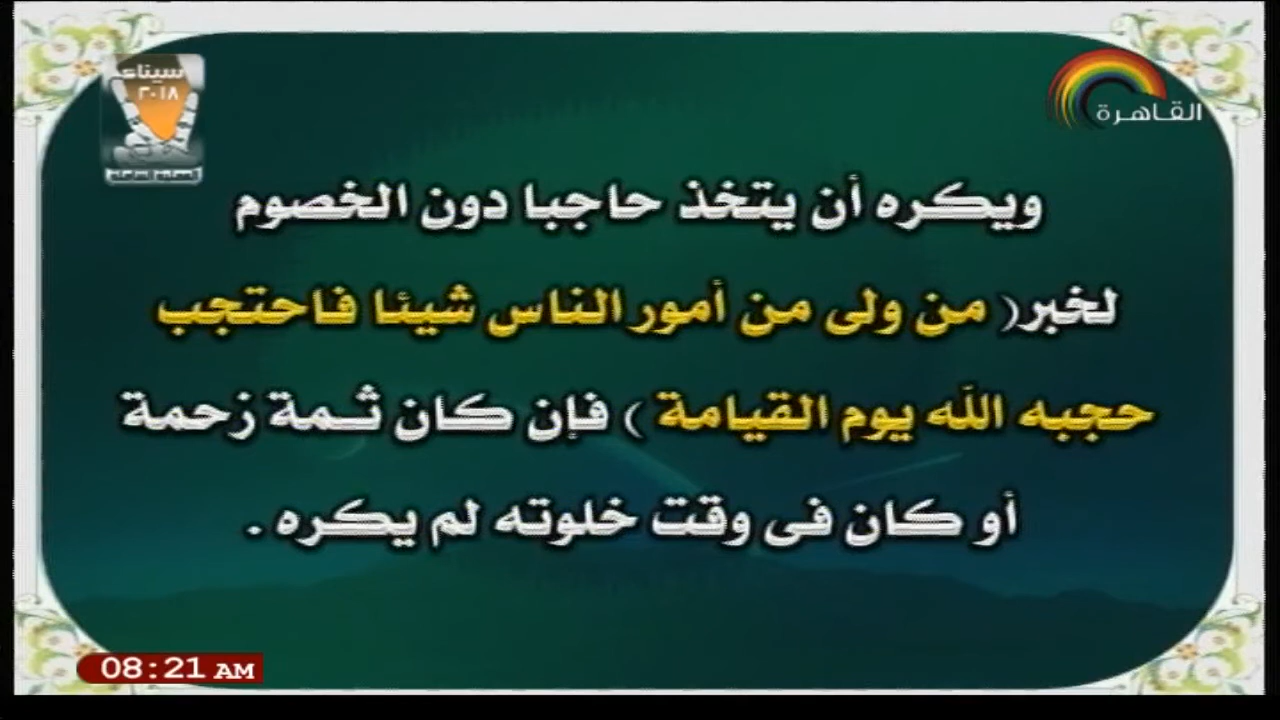 سيناء
٢٠١٨
القاهرة
ويكره أن يتخذ حاجبا دون الخصوم
لخبر( من ولى من أمور الناس شيئا فاحتجب
حجبه الله يوم القيامة ) فإن كان ثمة زحمة
أو كان فى وقت خلوته لم يكره .
08:21 AM